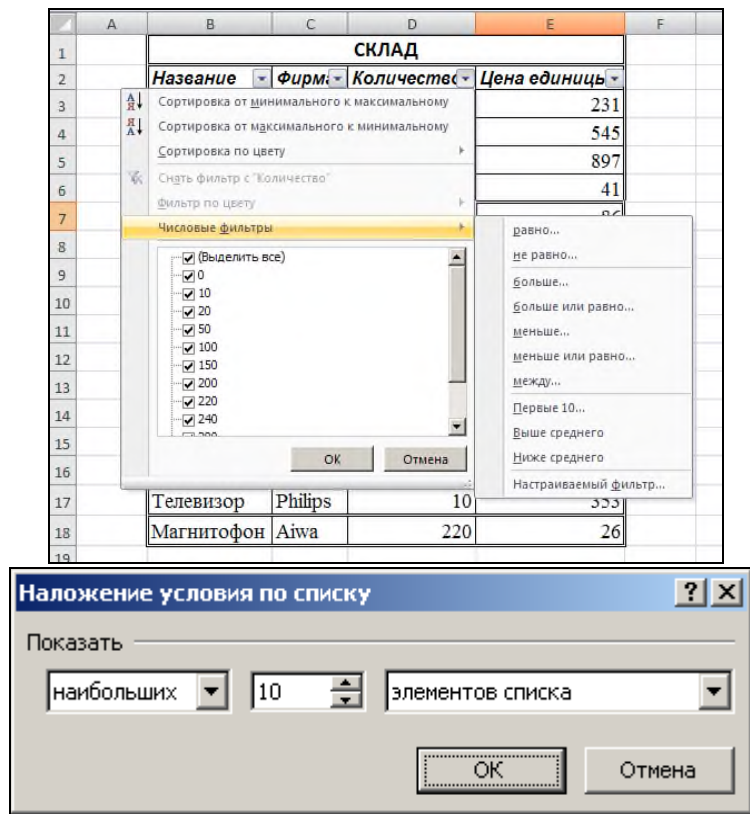 A B C D E F
1 СКЛАД
2 Название Фирма Количество Цена единицы
3 231
4 545
5 897
6 41
7 86
8
9
10
11
12
13
14
15
16
17 Телевизор Philips 10 353
18 Магнитофон Aiwa 220 26
19
Сортировка от минимального к максимальному
Сортировка от максимального к минимальному
Сортировка по цвету
Снять фильтр с "Количество"
Фильтр по цвету
Числовые фильтры
(Выделить все)
0
10
20
50
100
150
200
220
240
ОК Отмена
равно...
не равно...
больше...
больше или равно...
меньше...
меньше или равно...
между...
Первые 10...
Выше среднего
Ниже среднего
Настраиваемый фильтр...
Наложение условия по списку
Показать
наибольших 10 элементов списка
ОК Отмена